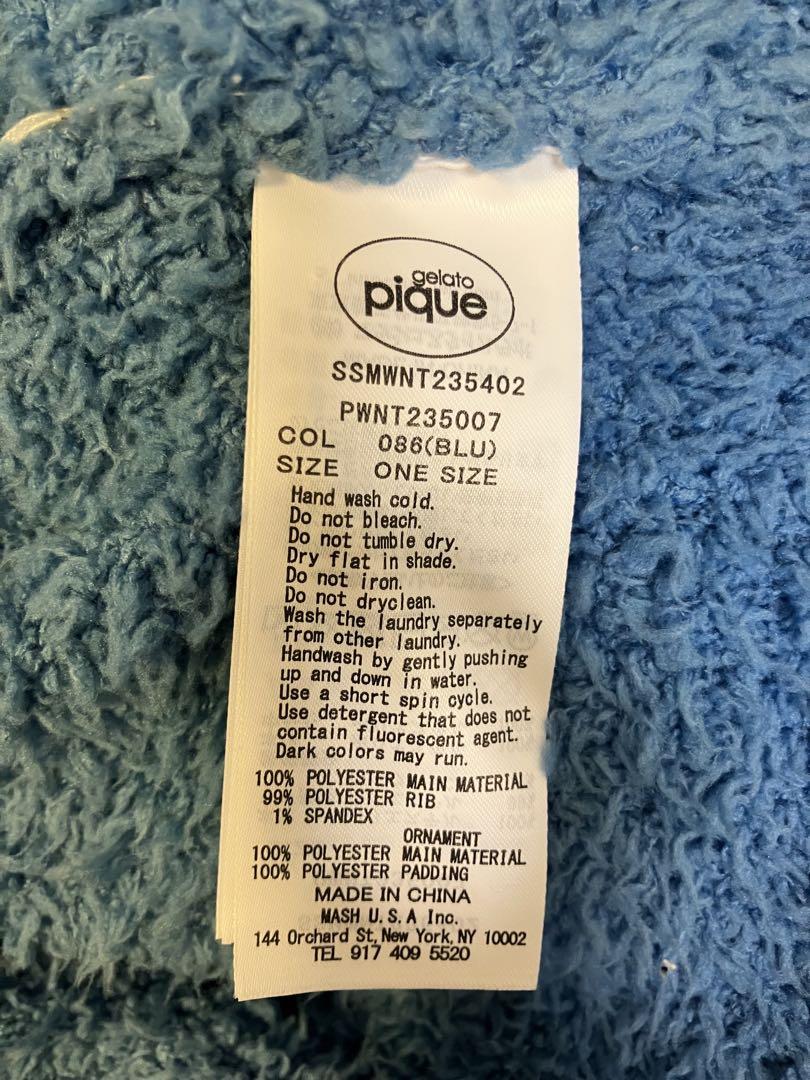 gelato
pique
SSMWNT235402
PWNT235007
COL 086(BLU)
SIZE ONE SIZE
Hand wash cold.
Do not bleach.
Do not tumble dry.
Dry flat in shade.
Do not iron.
Do not dryclean.
Wash the laundry separately
from other laundry.
Handwash by gently pushing
up and down in water.
Use a short spin cycle.
Use detergent that does not
contain fluorescent agent.
Dark colors may run.
100% POLYESTER MAIN MATERIAL
99% POLYESTER RIB
1% SPANDEX
ORNAMENT
100% POLYESTER MAIN MATERIAL
100% POLYESTER PADDING
MADE IN CHINA
MASH U.S.A Inc.
144 Orchard St, New York, NY 10002
TEL 917 409 5520